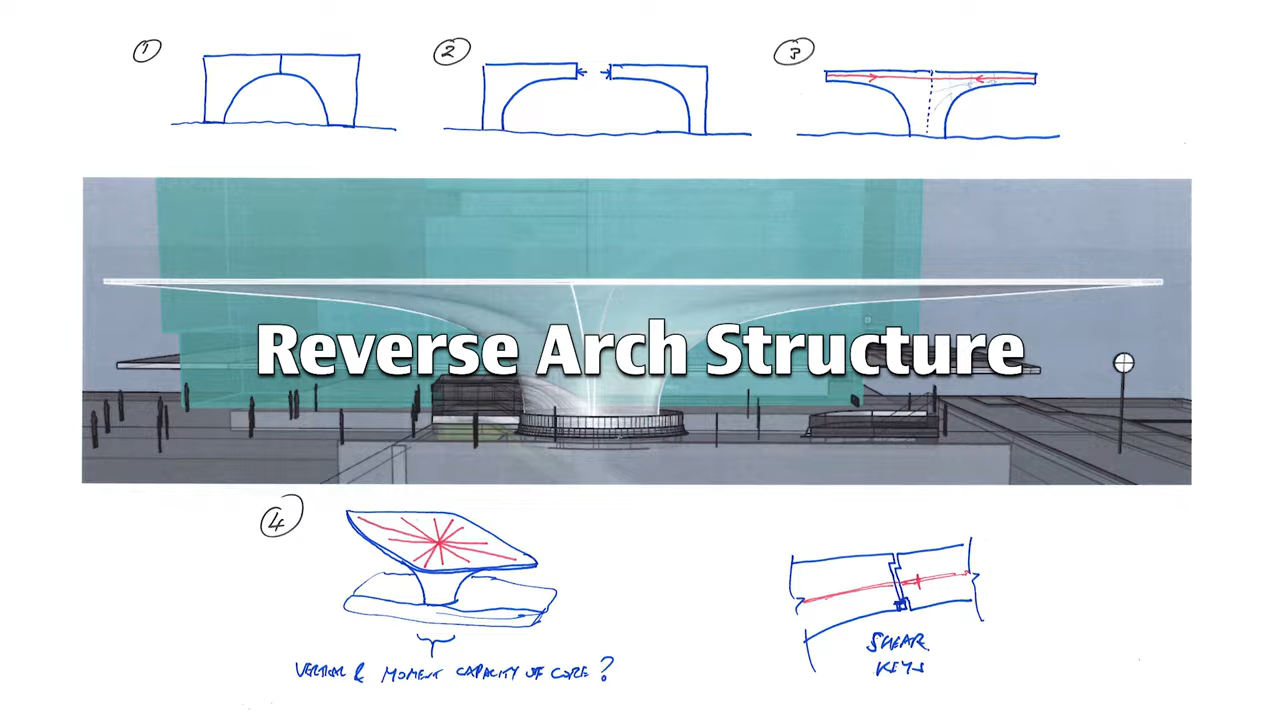 1
2
3
Reverse Arch Structure
4
VERTICAL & MOMENT CAPACITY OF CORE?
SHEAR
KEYS